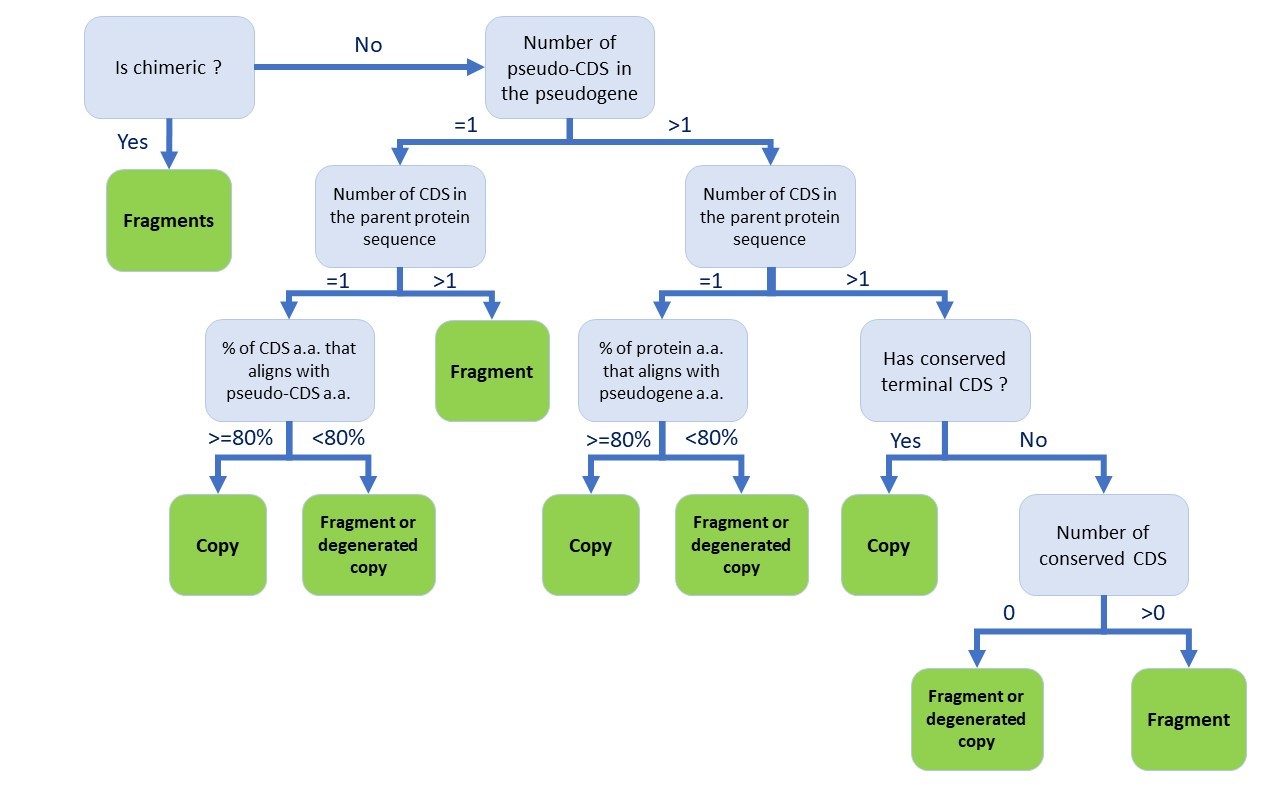 Is chimeric ?
No
Number of
pseudo-CDS in
the pseudogene
Yes
=1
>1
Fragments
Number of CDS in
the parent protein
sequence
Number of CDS in
the parent protein
sequence
=1
>1
=1
>1
% of CDS a.a. that
aligns with
pseudo-CDS a.a.
Fragment
% of protein a.a.
that aligns with
pseudogene a.a.
Has conserved
terminal CDS ?
>=80%
<80%
>=80%
<80%
Yes
No
Copy
Fragment or
degenerated
copy
Copy
Fragment or
degenerated
copy
Copy
Number of
conserved CDS
0
>0
Fragment or
degenerated
copy
Fragment